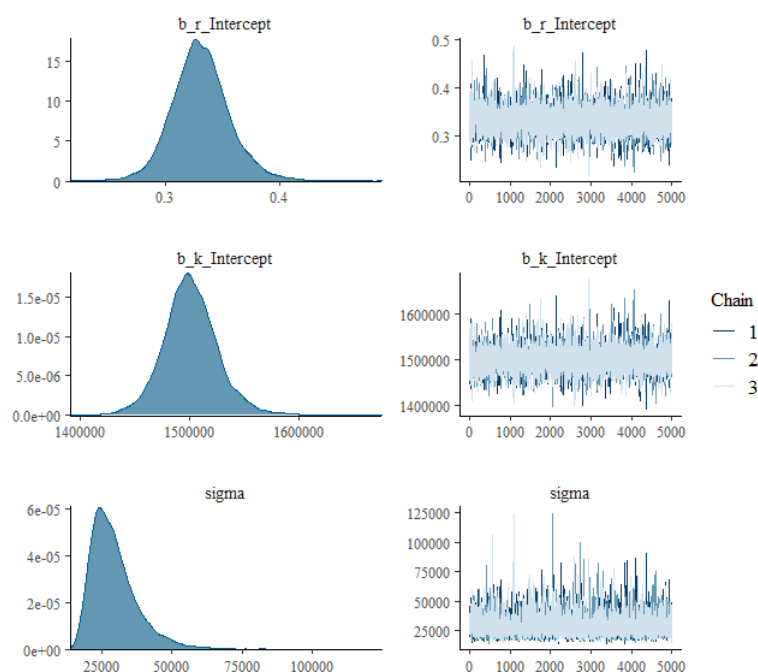 b_r_Intercept
15
10
5
0
0.3 0.4
b_r_Intercept
0.5
0.4
0.3
0 1000 2000 3000 4000 5000
b_k_Intercept
1.5e-05
1.0e-05
5.0e-06
0.0e+00
1400000 1500000 1600000
b_k_Intercept
1600000
1500000
1400000
0 1000 2000 3000 4000 5000
Chain
1
2
3
sigma
6e-05
4e-05
2e-05
0e+00
25000 50000 75000 100000
sigma
125000
100000
75000
50000
25000
0 1000 2000 3000 4000 5000